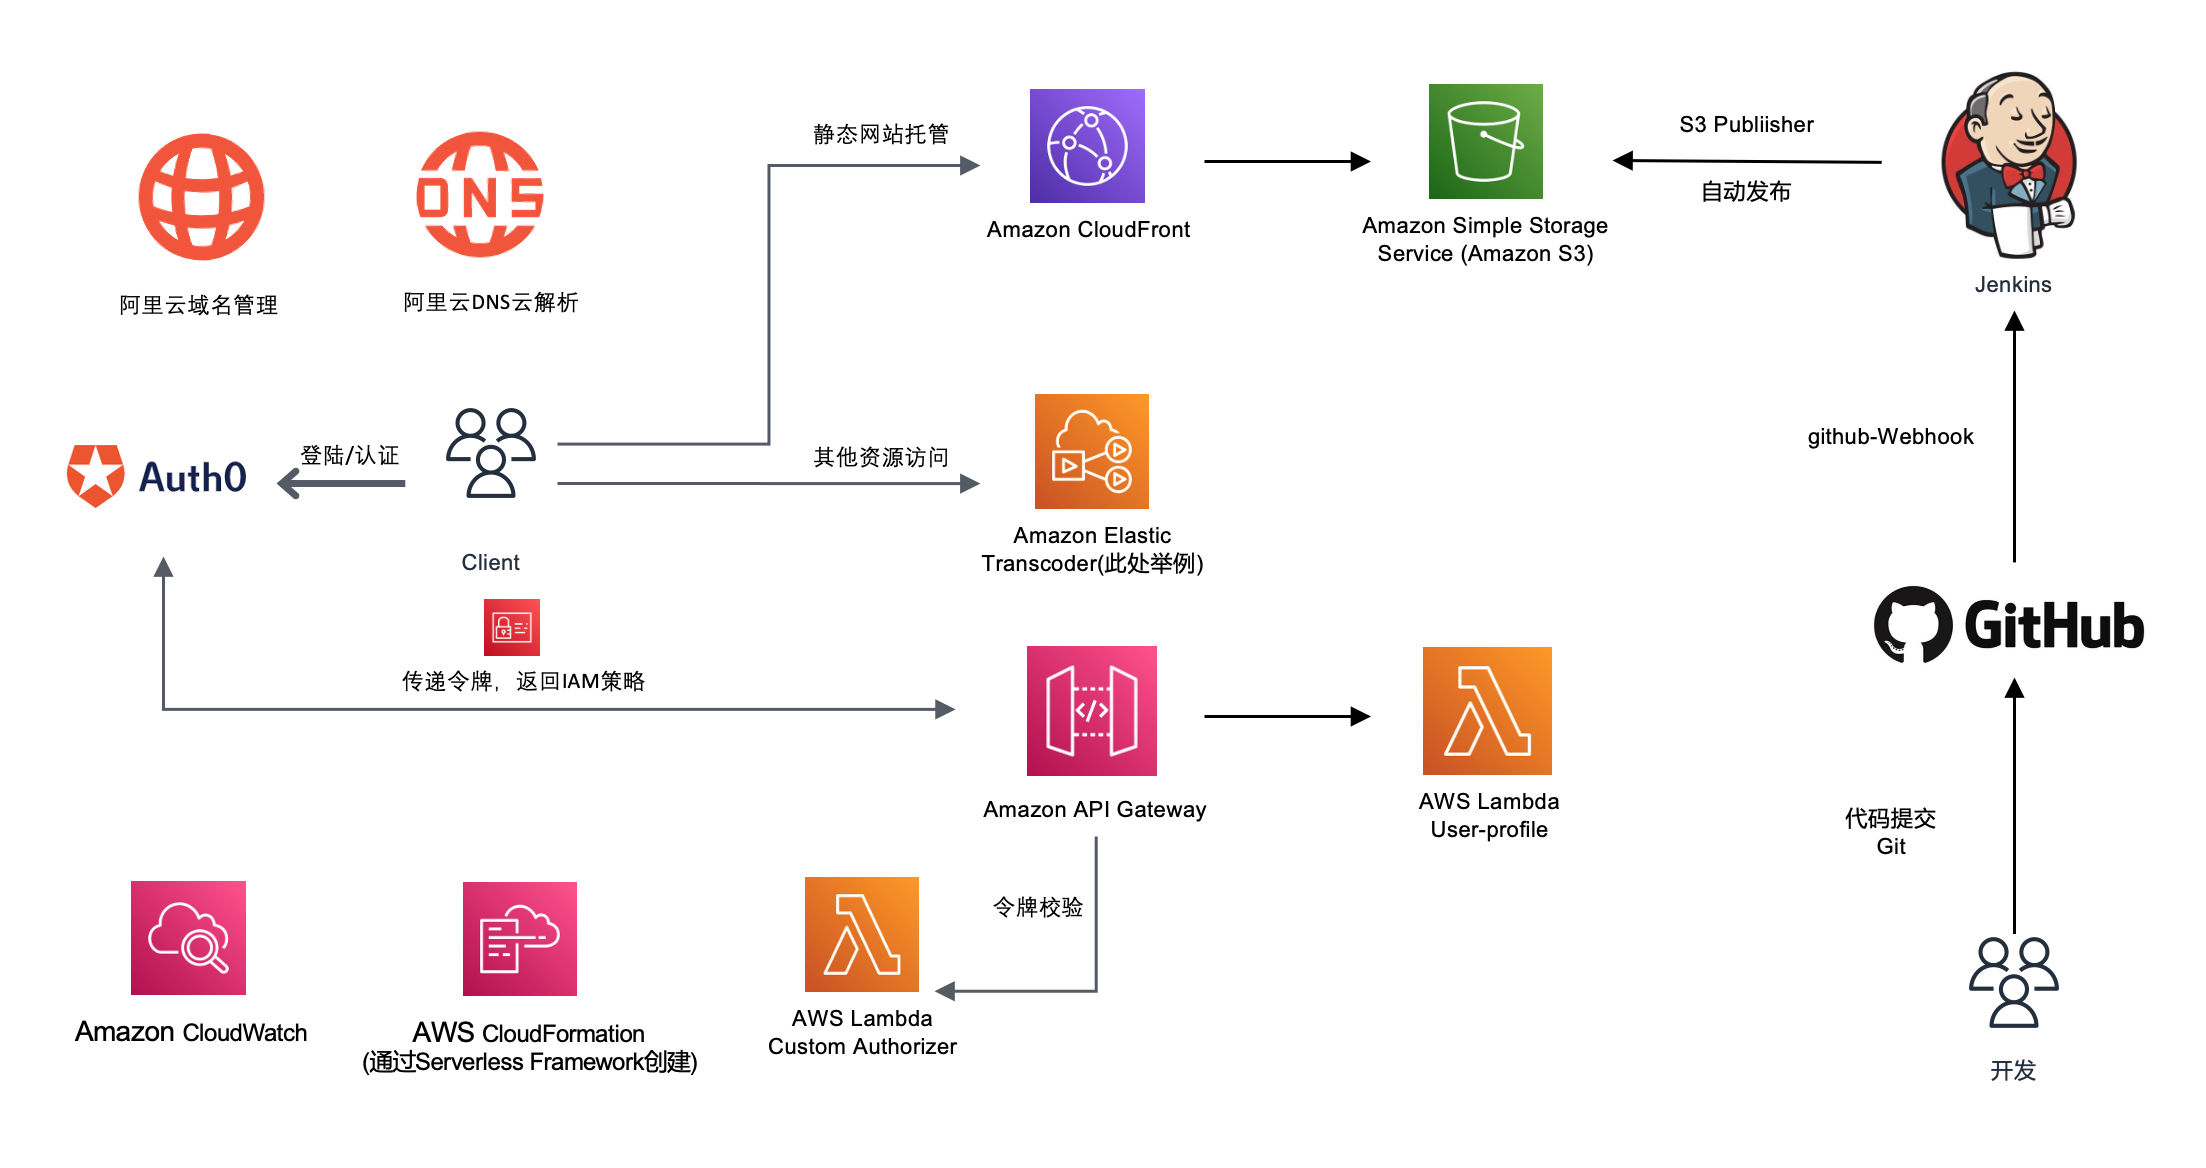 DNS
阿里云域名管理
阿里云DNS云解析
静态网站托管
Amazon CloudFront
Amazon Simple Storage
Service (Amazon S3)
S3 Publiisher
自动发布
Jenkins
Auth0
登陆/认证
Client
其他资源访问
Amazon Elastic
Transcoder(此处举例)
github-Webhook
GitHub
传递令牌，返回IAM策略
Amazon API Gateway
AWS Lambda
User-profile
代码提交
Git
令牌校验
Amazon CloudWatch
AWS CloudFormation
(通过Serverless Framework创建)
AWS Lambda
Custom Authorizer
开发